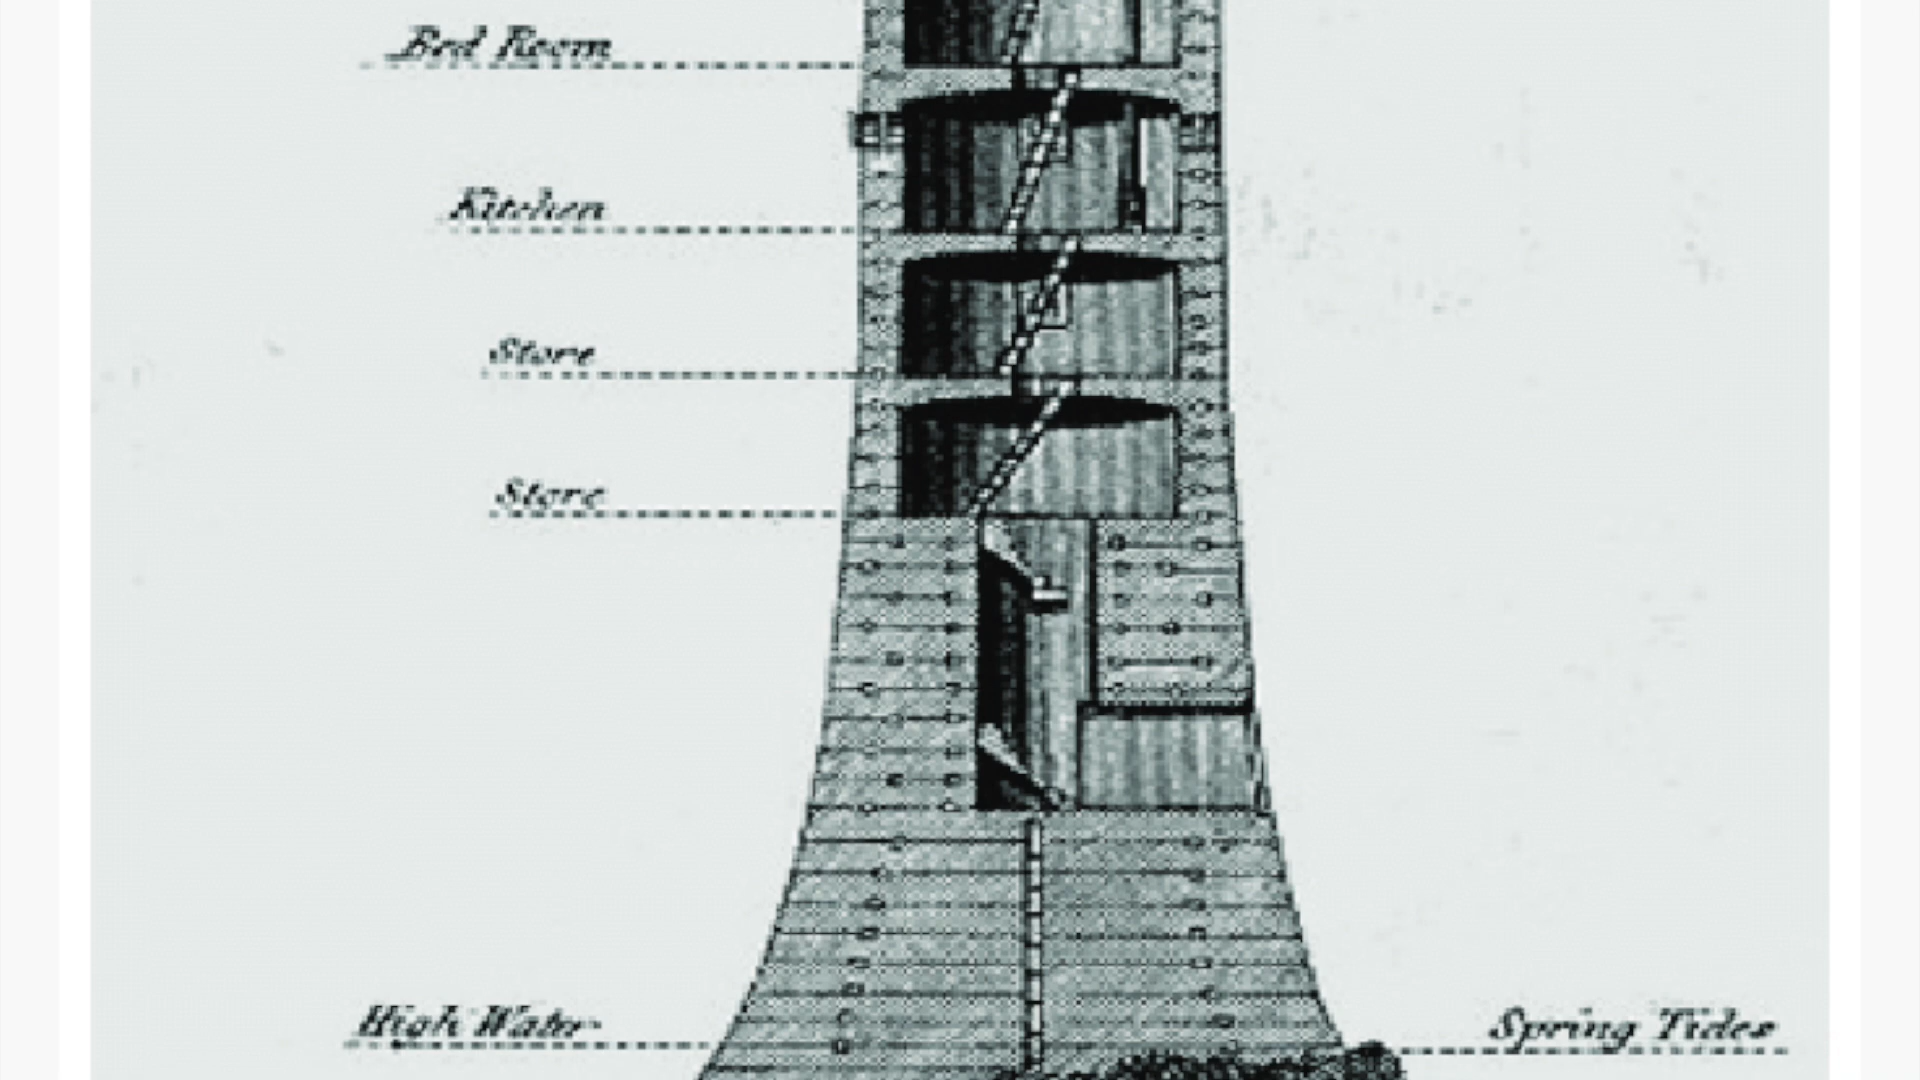 Bed Room
Kitchen
Store
Store
High Water
Spring Tides